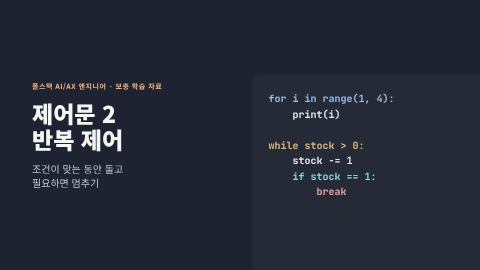 풀스택 AI/AX 엔지니어 · 보충 학습 자료
제어문 2
반복 제어
조건이 맞는 동안 돌고
필요하면 멈추기
for i in range(1, 4):
    print(i)
while stock > 0:
    stock -= 1
    if stock == 1:
        break